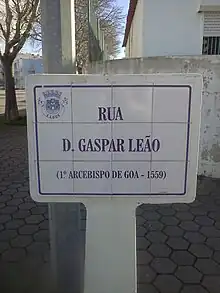 RUA
D. GASPAR LEÃO
(1º ARCEBISPO DE GOA - 1559)